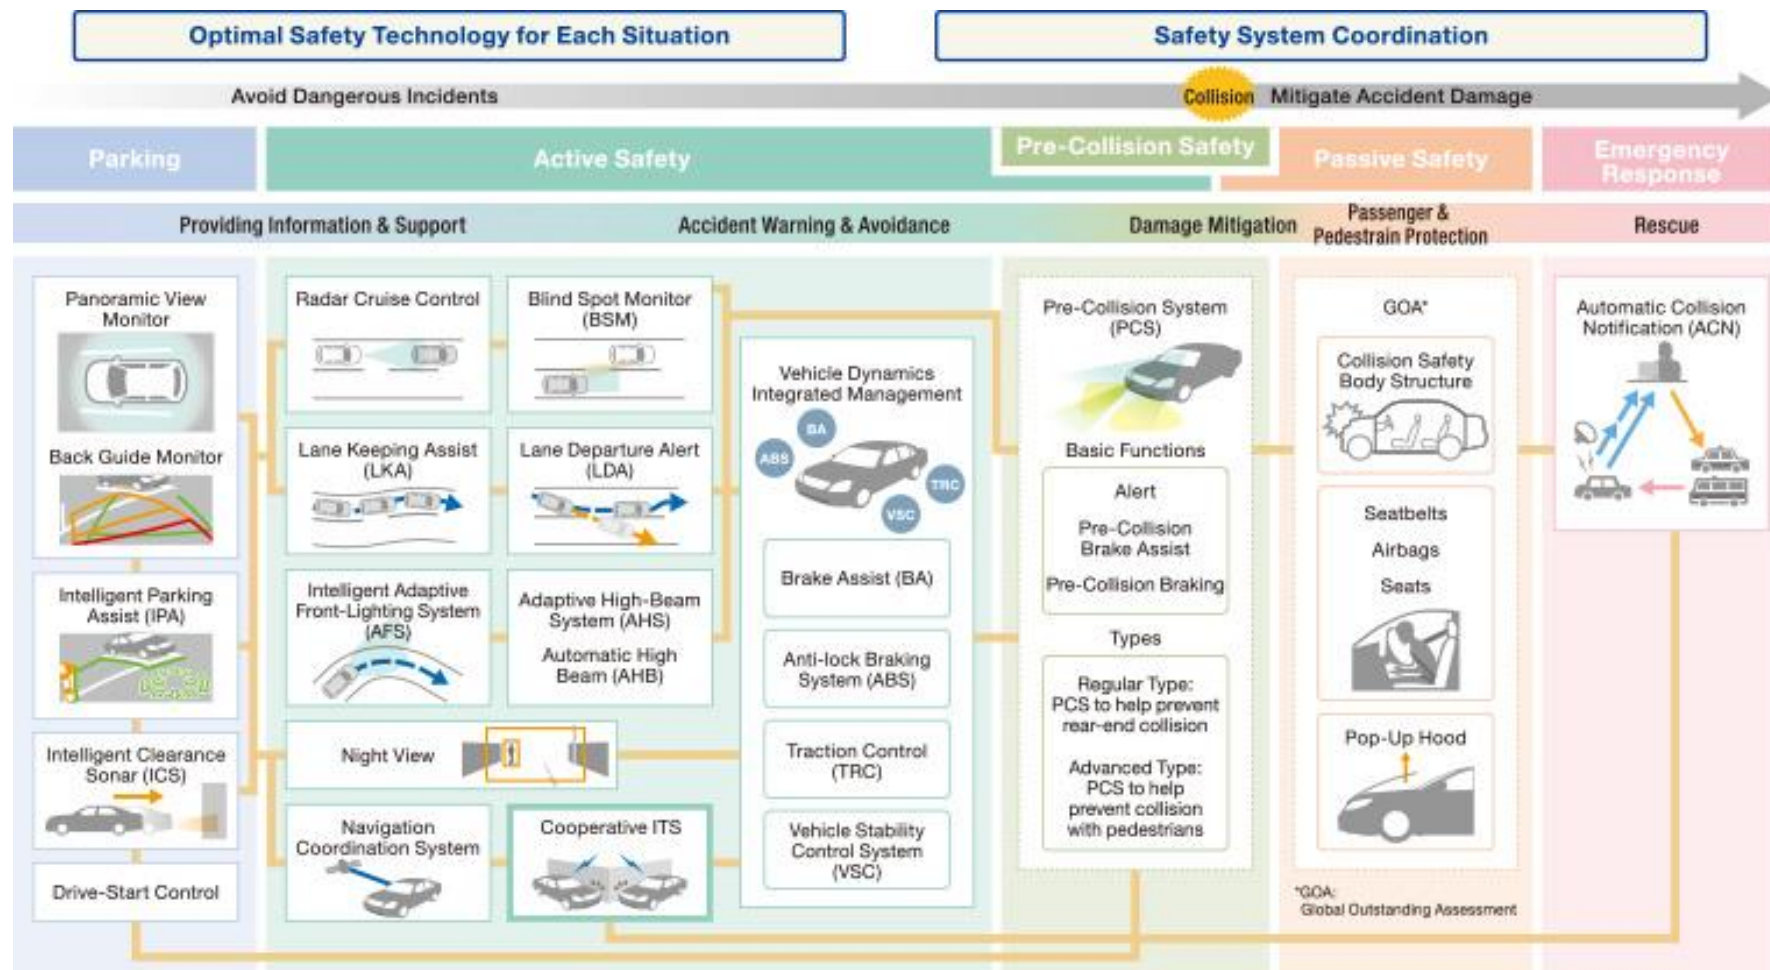 Optimal Safety Technology for Each Situation
Safety System Coordination
Avoid Dangerous Incidents
Collision
Mitigate Accident Damage
Parking
Active Safety
Pre-Collision Safety
Passive Safety
Emergency
Response
Providing Information & Support
Accident Warning & Avoidance
Damage Mitigation
Passenger &
Pedestrain Protection
Rescue
Panoramic View
Monitor
Back Guide Monitor
Intelligent Parking
Assist (IPA)
Intelligent Clearance
Sonar (ICS)
Drive-Start Control
Radar Cruise Control
Blind Spot Monitor
(BSM)
Lane Keeping Assist
(LKA)
Lane Departure Alert
(LDA)
Intelligent Adaptive
Front-Lighting System
(AFS)
Adaptive High-Beam
System (AHS)
Automatic High
Beam (AHB)
Night View
Navigation
Coordination System
Cooperative ITS
Vehicle Dynamics
Integrated Management
BA
ABS
TRC
VSC
Brake Assist (BA)
Anti-lock Braking
System (ABS)
Traction Control
(TRC)
Vehicle Stability
Control System
(VSC)
Pre-Collision System
(PCS)
Basic Functions
Alert
Pre-Collision
Brake Assist
Pre-Collision Braking
Types
Regular Type:
PCS to help prevent
rear-end collision
Advanced Type:
PCS to help
prevent collision
with pedestrians
GOA*
Collision Safety
Body Structure
Seatbelts
Airbags
Seats
Pop-Up Hood
*GOA:
Global Outstanding Assessment
Automatic Collision
Notification (ACN)